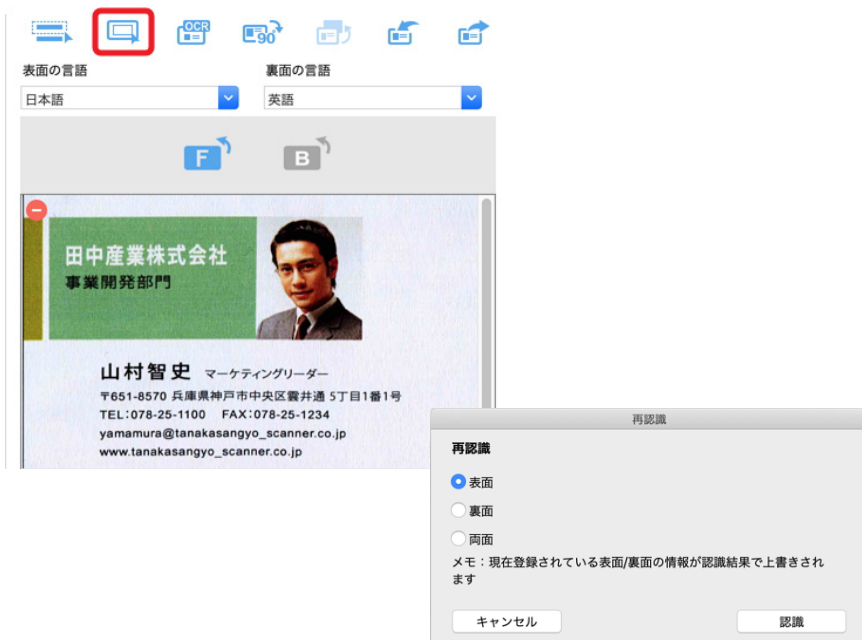 OCR
90°
表面の言語
裏面の言語
日本語
英語
F
B
田中産業株式会社
事業開発部門
山村智史 マーケティングリーダー
〒651-8570 兵庫県神戸市中央区雲井通 5丁目1番1号
TEL:078-25-1100 FAX:078-25-1234
yamamura@tanakasangyo_scanner.co.jp
www.tanakasangyo_scanner.co.jp
再認識
再認識
表面
裏面
両面
メモ：現在登録されている表面/裏面の情報が認識結果で上書きされ
ます
キャンセル
認識